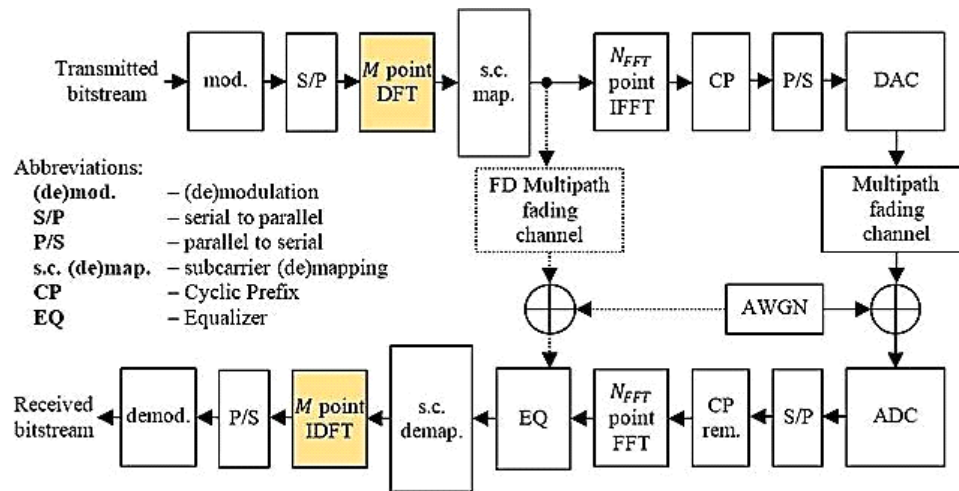 Transmitted
bitstream
mod.
S/P
M point
DFT
s.c.
map.
N_FFT
point
IFFT
CP
P/S
DAC
Abbreviations:
(de)mod. – (de)modulation
S/P – serial to parallel
P/S – parallel to serial
s.c. (de)map. – subcarrier (de)mapping
CP – Cyclic Prefix
EQ – Equalizer
FD Multipath
fading
channel
Multipath
fading
channel
AWGN
Received
bitstream
demod.
P/S
M point
IDFT
s.c.
demap.
EQ
N_FFT
point
FFT
CP
rem.
S/P
ADC